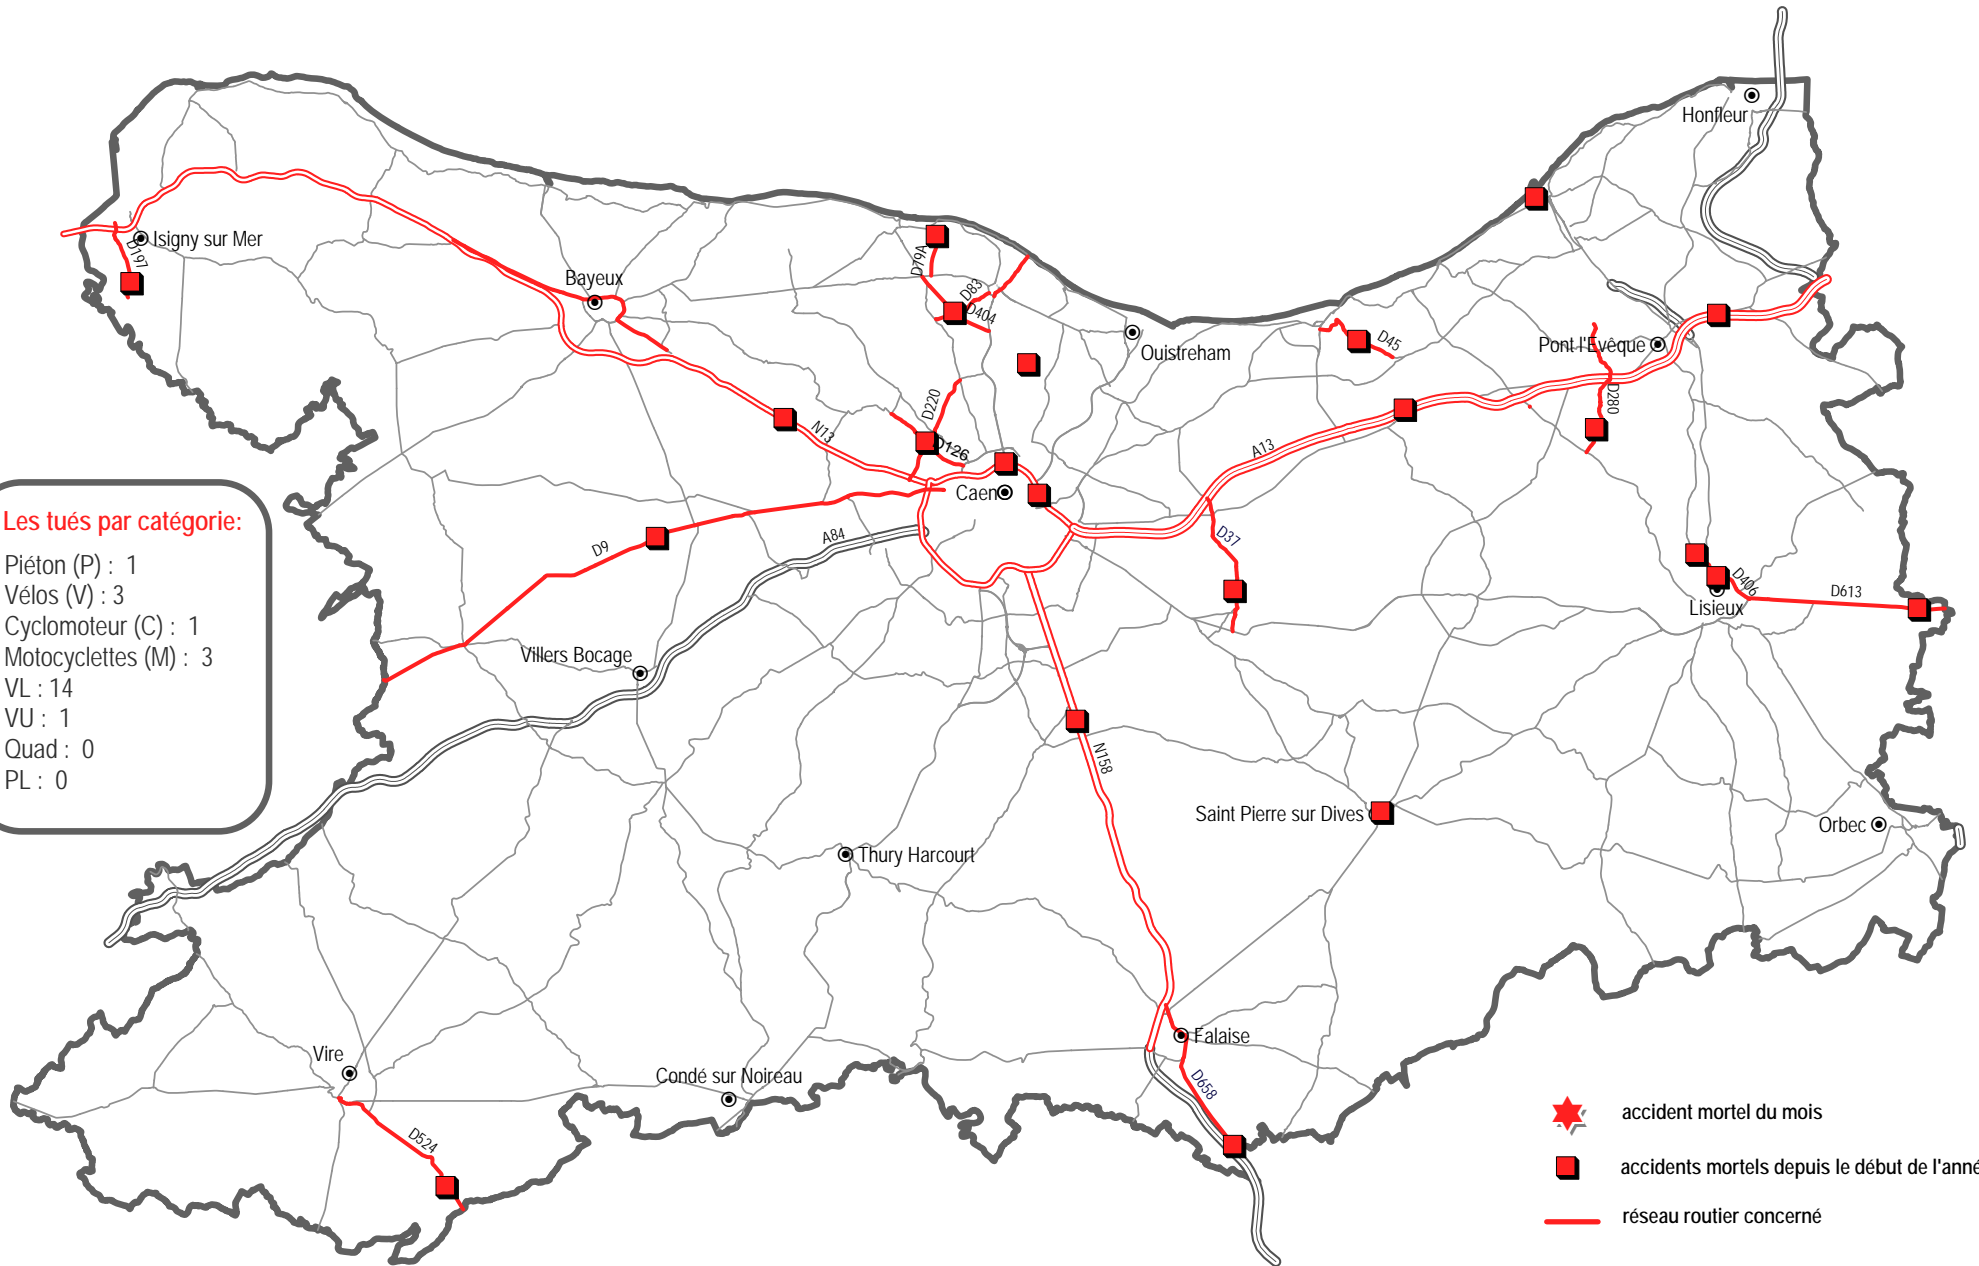 Honfleur
Isigny sur Mer
D197
Bayeux
D79A
D83
D404
Ouistreham
D45
Pont l'Evêque
D280
N13
D220
D126
A13
Caen
Les tués par catégorie:
Piéton (P) : 1
Vélos (V) : 3
Cyclomoteur (C) : 1
Motocyclettes (M) : 3
VL : 14
VU : 1
Quad : 0
PL : 0
D9
A84
D37
D406
D613
Lisieux
Villers Bocage
N158
Saint Pierre sur Dives
Orbec
Thury Harcourt
Falaise
Vire
Condé sur Noireau
D658
D524
accident mortel du mois
accidents mortels depuis le début de l'anné
réseau routier concerné